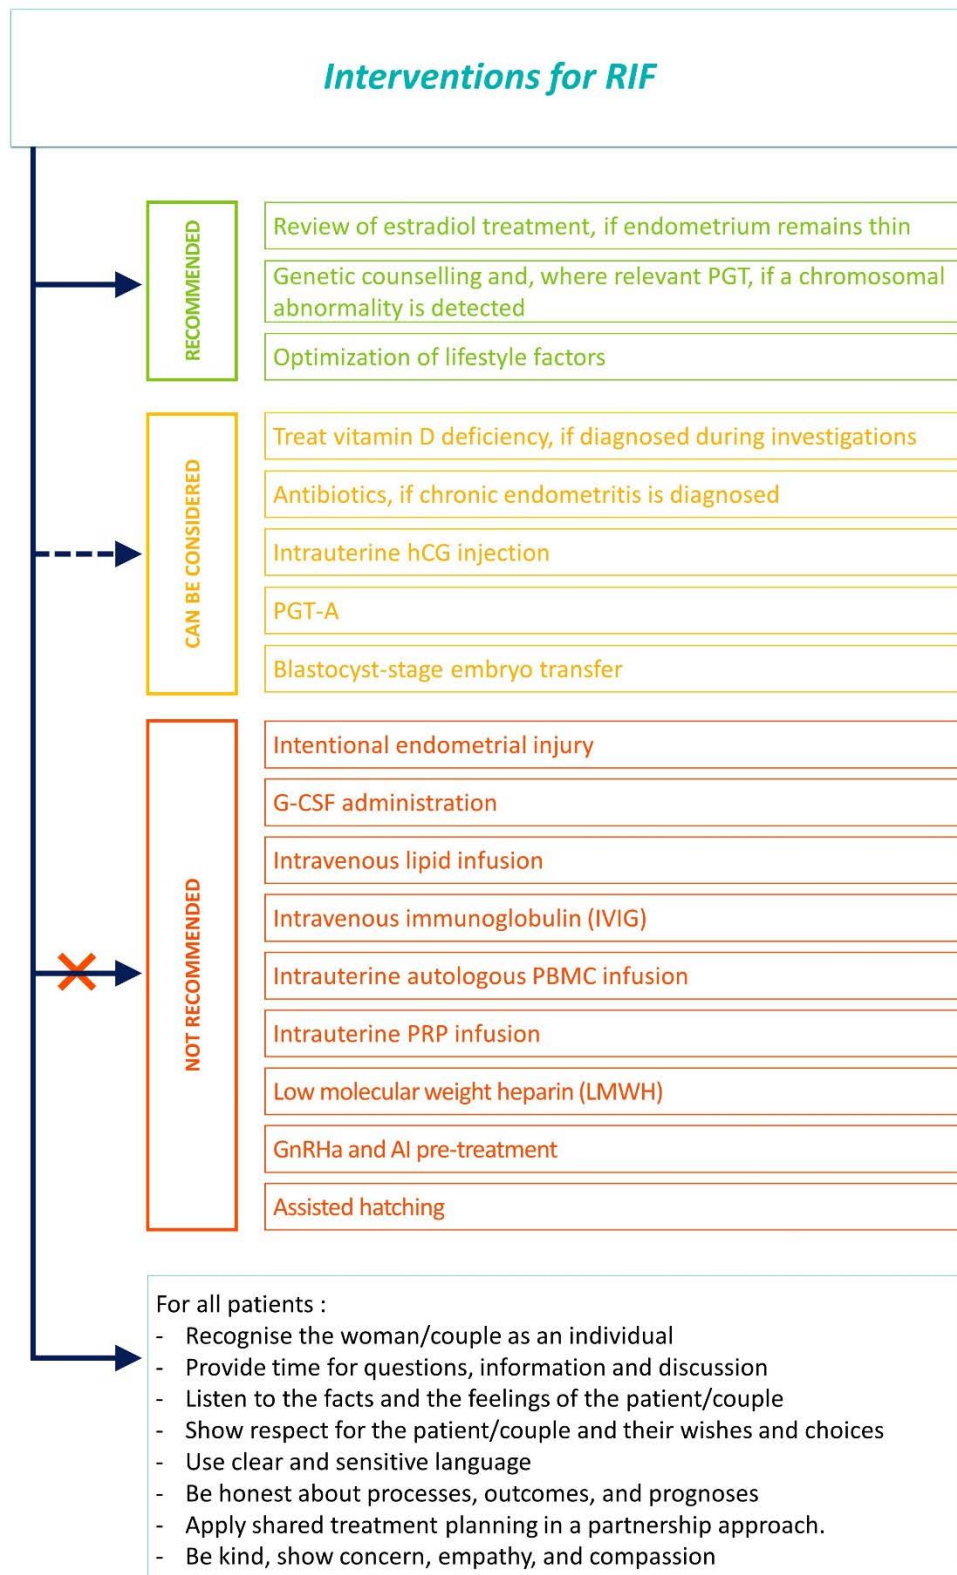 Interventions for RIF
RECOMMENDED
Review of estradiol treatment, if endometrium remains thin
Genetic counselling and, where relevant PGT, if a chromosomal
abnormality is detected
Optimization of lifestyle factors
CAN BE CONSIDERED
Treat vitamin D deficiency, if diagnosed during investigations
Antibiotics, if chronic endometritis is diagnosed
Intrauterine hCG injection
PGT-A
Blastocyst-stage embryo transfer
NOT RECOMMENDED
Intentional endometrial injury
G-CSF administration
Intravenous lipid infusion
Intravenous immunoglobulin (IVIG)
Intrauterine autologous PBMC infusion
Intrauterine PRP infusion
Low molecular weight heparin (LMWH)
GnRHa and AI pre-treatment
Assisted hatching
For all patients :
- Recognise the woman/couple as an individual
- Provide time for questions, information and discussion
- Listen to the facts and the feelings of the patient/couple
- Show respect for the patient/couple and their wishes and choices
- Use clear and sensitive language
- Be honest about processes, outcomes, and prognoses
- Apply shared treatment planning in a partnership approach.
- Be kind, show concern, empathy, and compassion